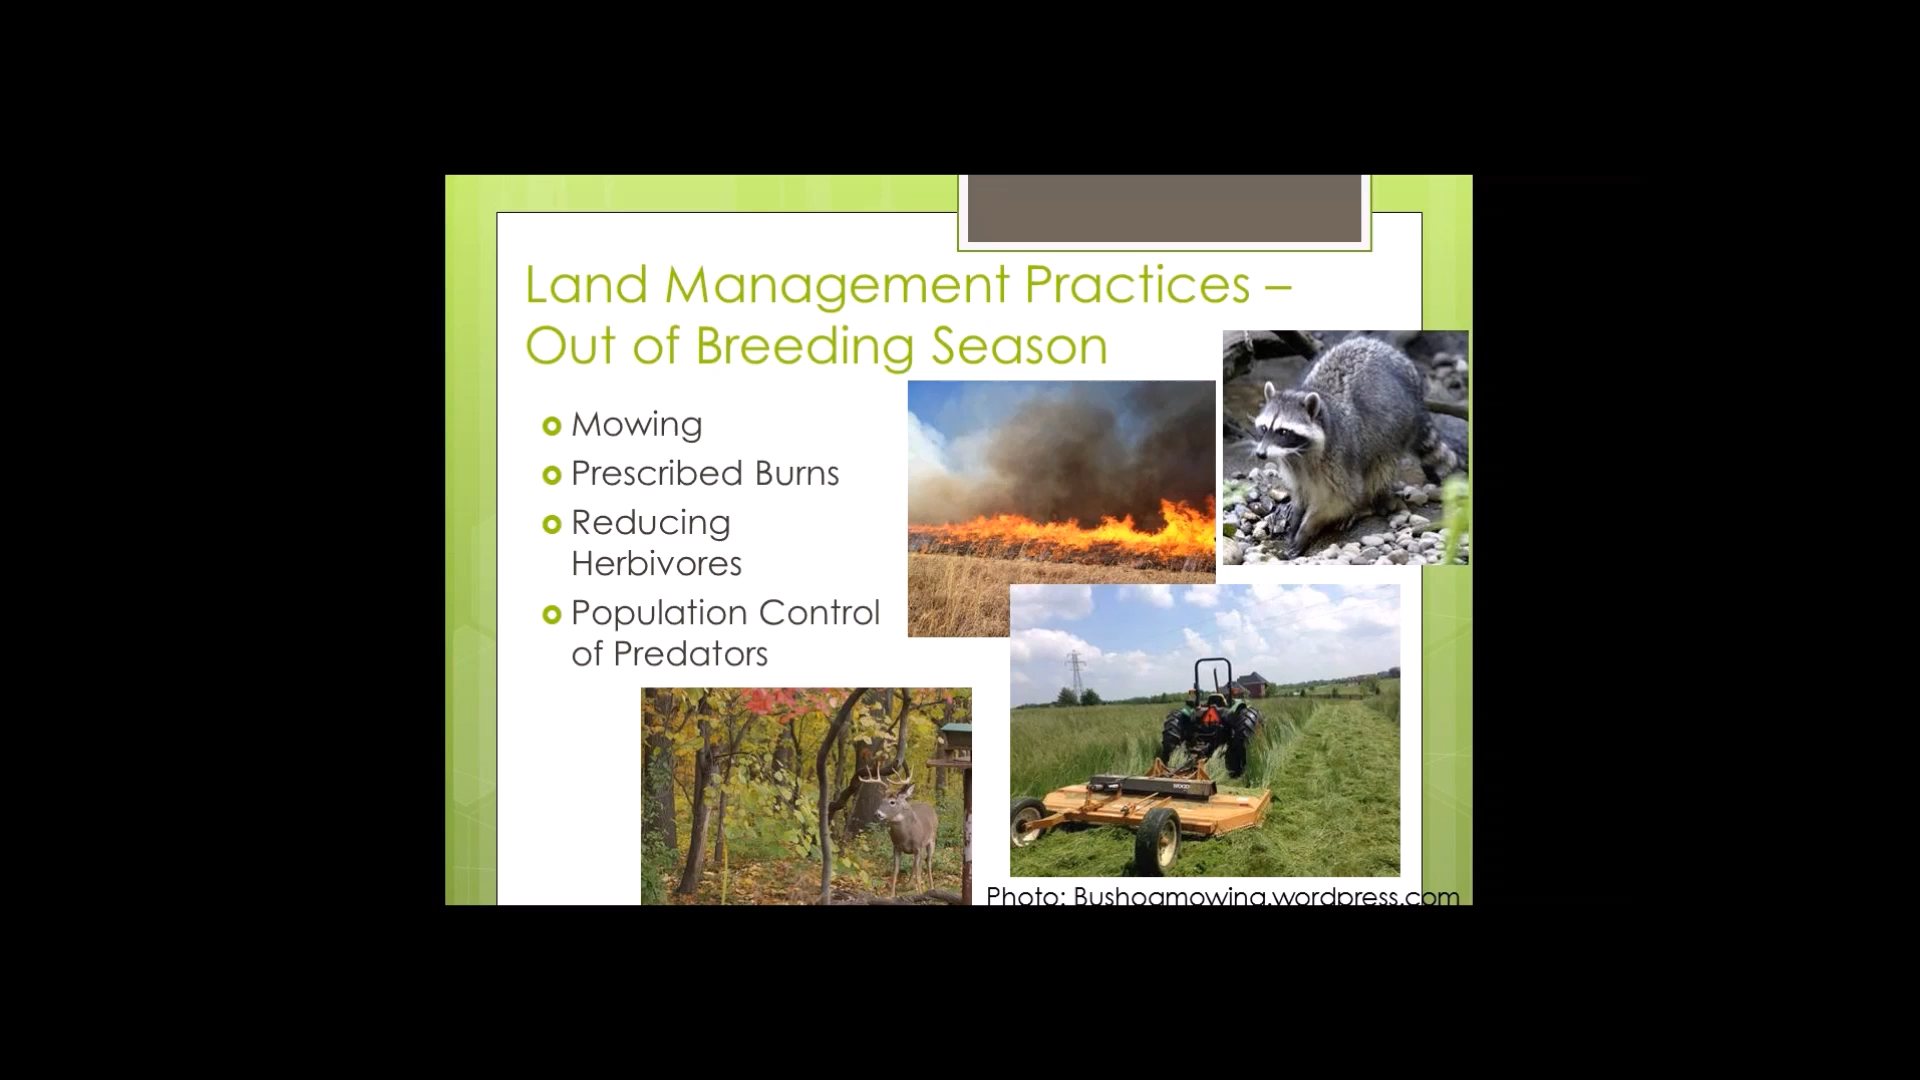 Land Management Practices –
Out of Breeding Season
Mowing
Prescribed Burns
Reducing
Herbivores
Population Control
of Predators
Photo: Bushogmowing.wordpress.com